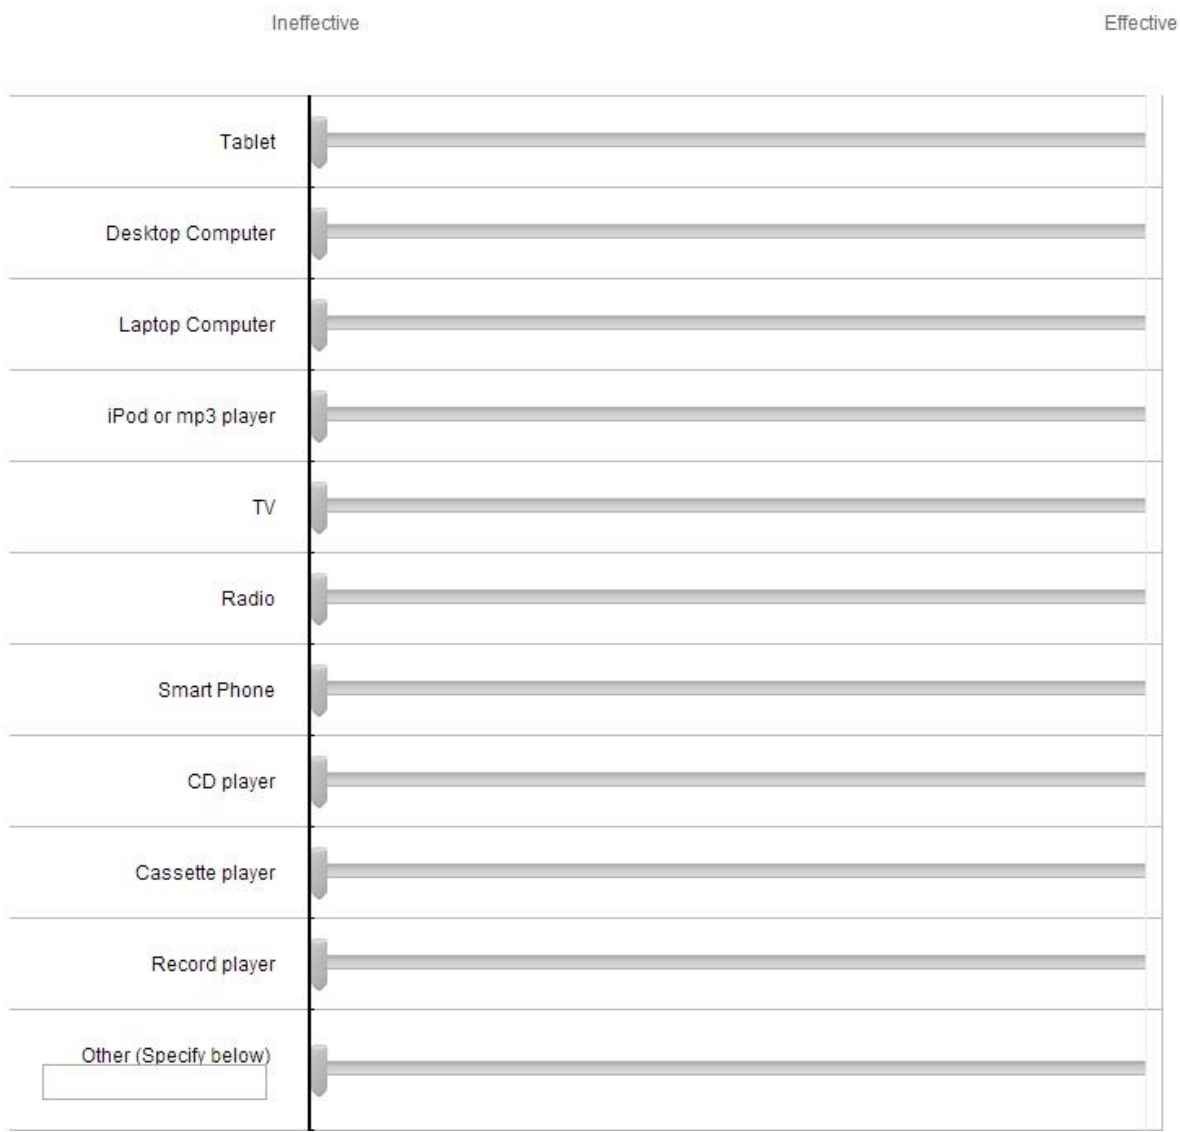 Ineffective Effective
Tablet
Desktop Computer
Laptop Computer
iPod or mp3 player
TV
Radio
Smart Phone
CD player
Cassette player
Record player
Other (Specify below)